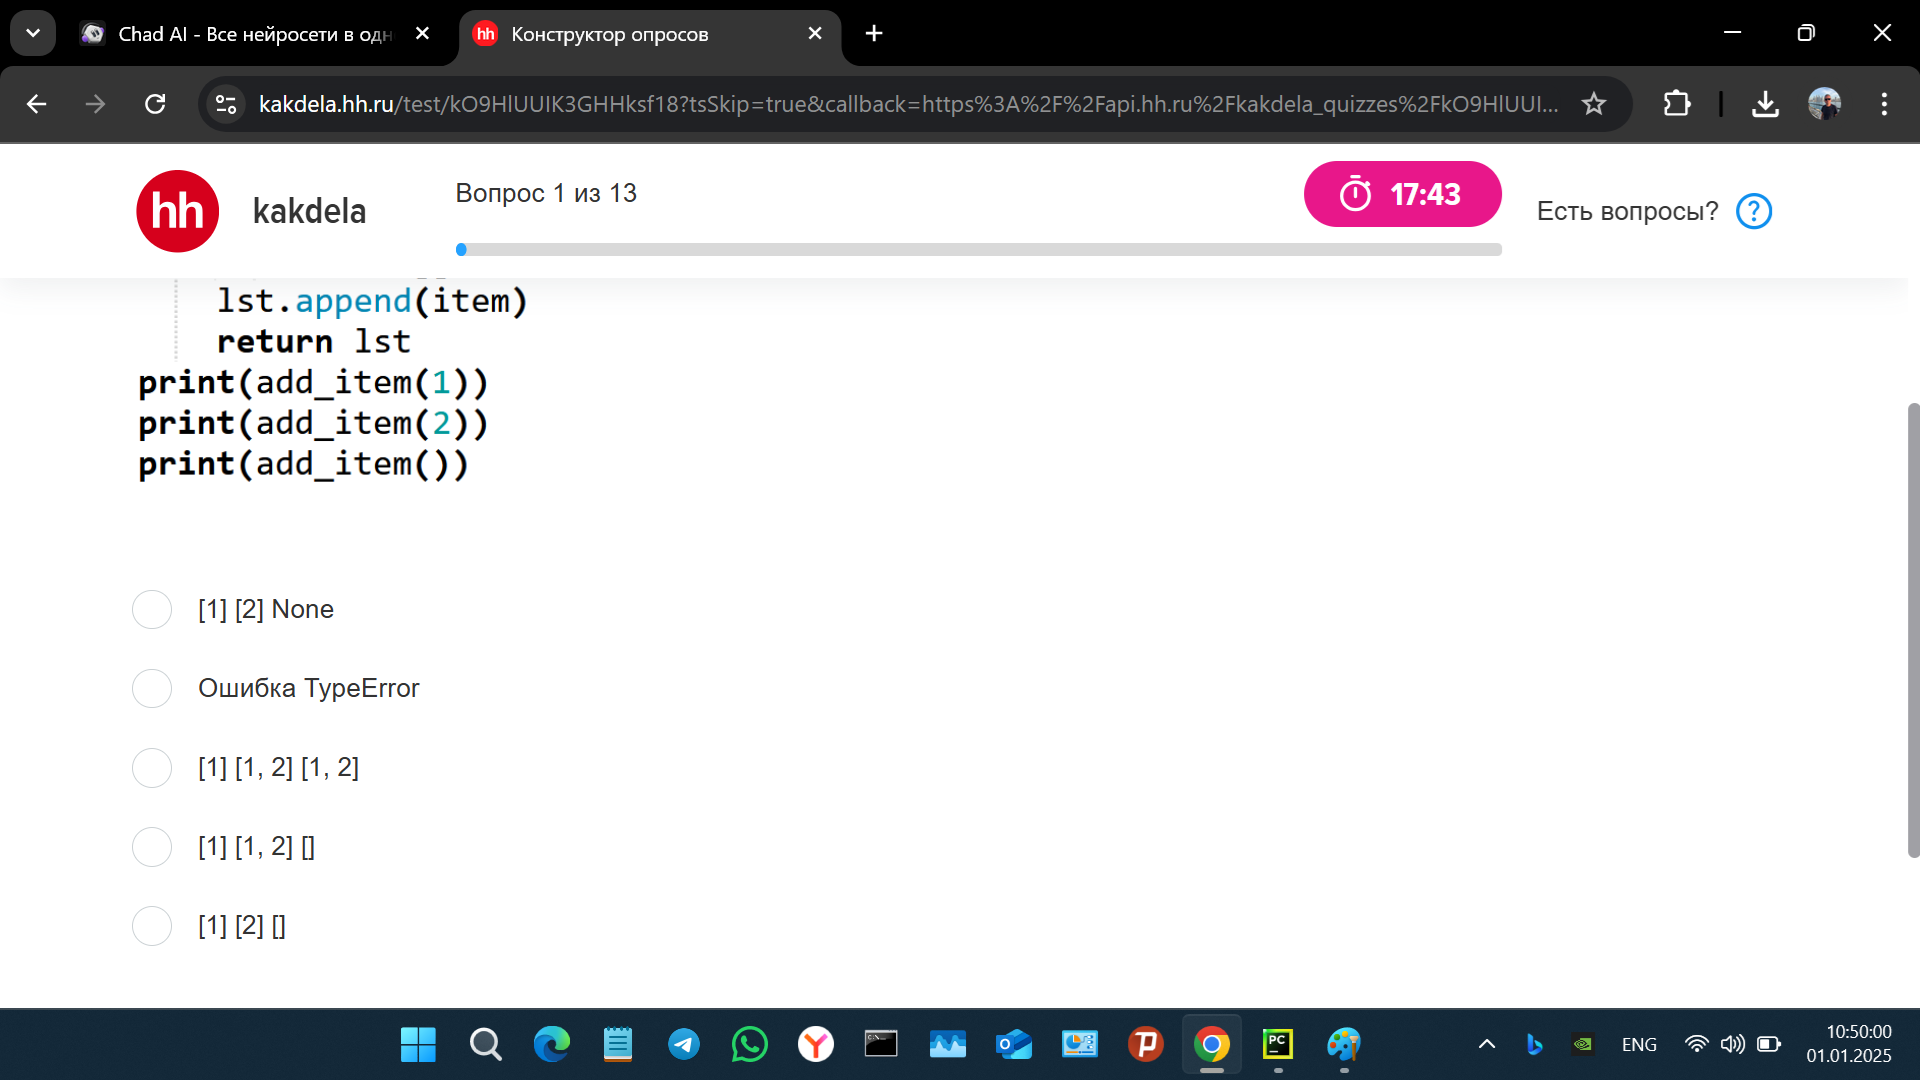 Chad AI - Все нейросети в одн
hh Конструктор опросов
kakdela.hh.ru/test/kO9HlUUIK3GHHksf18?tsSkip=true&callback=https%3A%2F%2Fapi.hh.ru%2Fkakdela_quizzes%2FkO9HlUUI...
hh kakdela
Вопрос 1 из 13
17:43
Есть вопросы? ?
lst.append(item)
return lst
print(add_item(1))
print(add_item(2))
print(add_item())
[1] [2] None
Ошибка TypeError
[1] [1, 2] [1, 2]
[1] [1, 2] []
[1] [2] []
PC
ENG
10:50:00
01.01.2025